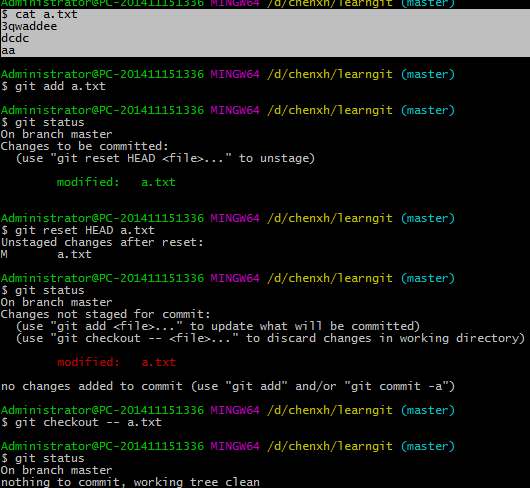 Administrator@PC-201411151336 MINGW64 /d/chenxh/learngit (master)
$ cat a.txt
3qwaddee
dcdc
aa
Administrator@PC-201411151336 MINGW64 /d/chenxh/learngit (master)
$ git add a.txt
Administrator@PC-201411151336 MINGW64 /d/chenxh/learngit (master)
$ git status
On branch master
Changes to be committed:
(use "git reset HEAD <file>..." to unstage)
modified:   a.txt
Administrator@PC-201411151336 MINGW64 /d/chenxh/learngit (master)
$ git reset HEAD a.txt
Unstaged changes after reset:
M       a.txt
Administrator@PC-201411151336 MINGW64 /d/chenxh/learngit (master)
$ git status
On branch master
Changes not staged for commit:
(use "git add <file>..." to update what will be committed)
(use "git checkout -- <file>..." to discard changes in working directory)
modified:   a.txt
no changes added to commit (use "git add" and/or "git commit -a")
Administrator@PC-201411151336 MINGW64 /d/chenxh/learngit (master)
$ git checkout -- a.txt
Administrator@PC-201411151336 MINGW64 /d/chenxh/learngit (master)
$ git status
On branch master
nothing to commit, working tree clean